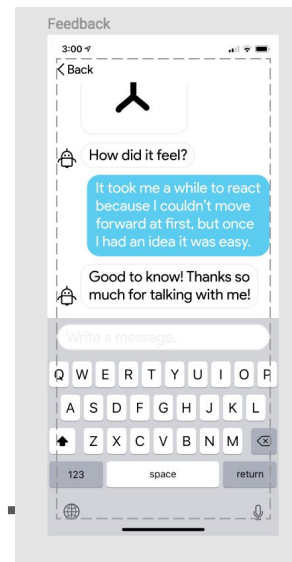 Feedback
3:00
Back
How did it feel?
It took me a while to react
because I couldn't move
forward at first, but once
I had an idea it was easy.
Good to know! Thanks so
much for talking with me!
Write a message.
Q W E R T Y U I O P
A S D F G H J K L
Z X C V B N M
123 space return